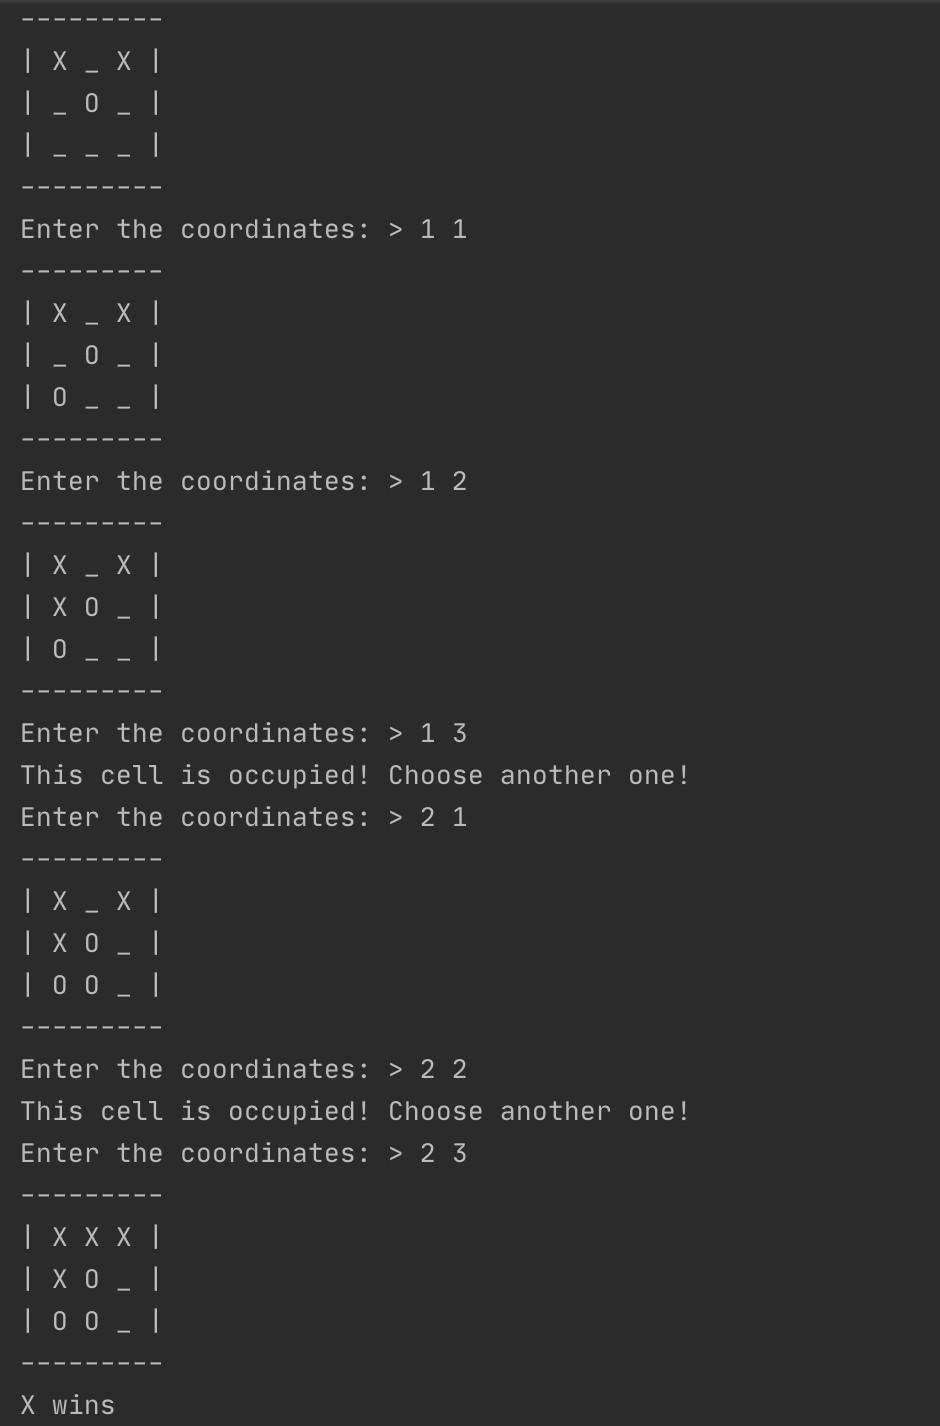 ---------
| X _ X |
| _ O _ |
| _ _ _ |
---------
Enter the coordinates: > 1 1
---------
| X _ X |
| _ O _ |
| O _ _ |
---------
Enter the coordinates: > 1 2
---------
| X _ X |
| X O _ |
| O _ _ |
---------
Enter the coordinates: > 1 3
This cell is occupied! Choose another one!
Enter the coordinates: > 2 1
---------
| X _ X |
| X O _ |
| O O _ |
---------
Enter the coordinates: > 2 2
This cell is occupied! Choose another one!
Enter the coordinates: > 2 3
---------
| X X X |
| X O _ |
| O O _ |
---------
X wins